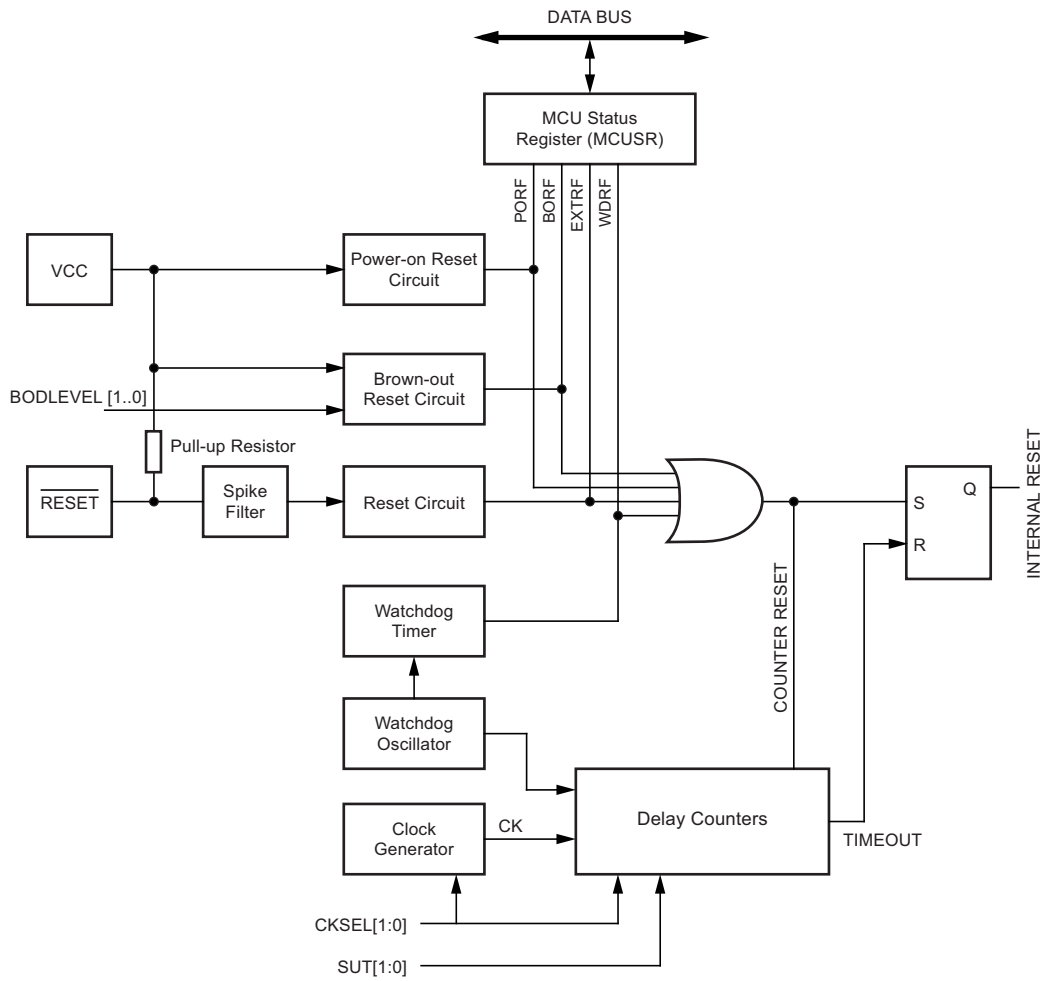 DATA BUS
MCU Status
Register (MCUSR)
PORF
BORF
EXTRF
WDRF
VCC
Power-on Reset
Circuit
BODLEVEL [1..0]
Brown-out
Reset Circuit
Pull-up Resistor
RESET
Spike
Filter
Reset Circuit
S
Q
R
INTERNAL RESET
Watchdog
Timer
COUNTER RESET
Watchdog
Oscillator
Clock
Generator
CK
Delay Counters
TIMEOUT
CKSEL[1:0]
SUT[1:0]